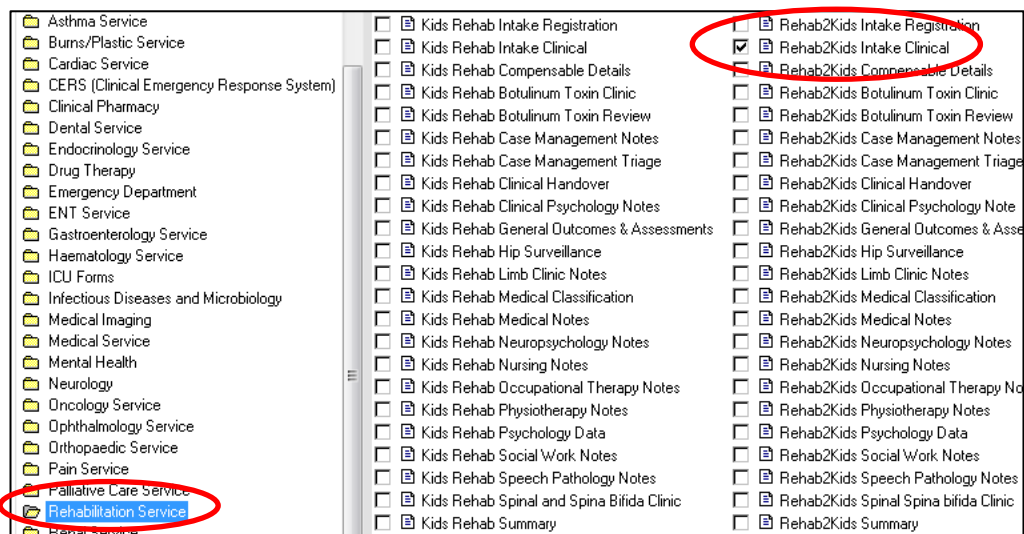 Asthma Service
Burns/Plastic Service
Cardiac Service
CERS (Clinical Emergency Response System)
Clinical Pharmacy
Dental Service
Endocrinology Service
Drug Therapy
Emergency Department
ENT Service
Gastroenterology Service
Haematology Service
ICU Forms
Infectious Diseases and Microbiology
Medical Imaging
Medical Service
Mental Health
Neurology
Oncology Service
Ophthalmology Service
Orthopaedic Service
Pain Service
Palliative Care Service
Rehabilitation Service
Renal Service
Kids Rehab Intake Registration
Kids Rehab Intake Clinical
Kids Rehab Compensable Details
Kids Rehab Botulinum Toxin Clinic
Kids Rehab Botulinum Toxin Review
Kids Rehab Case Management Notes
Kids Rehab Case Management Triage
Kids Rehab Clinical Handover
Kids Rehab Clinical Psychology Notes
Kids Rehab General Outcomes & Assessments
Kids Rehab Hip Surveillance
Kids Rehab Limb Clinic Notes
Kids Rehab Medical Classification
Kids Rehab Medical Notes
Kids Rehab Neuropsychology Notes
Kids Rehab Nursing Notes
Kids Rehab Occupational Therapy Notes
Kids Rehab Physiotherapy Notes
Kids Rehab Psychology Data
Kids Rehab Social Work Notes
Kids Rehab Speech Pathology Notes
Kids Rehab Spinal and Spina Bifida Clinic
Kids Rehab Summary
Rehab2Kids Intake Registration
Rehab2Kids Intake Clinical
Rehab2Kids Compensable Details
Rehab2Kids Botulinum Toxin Clinic
Rehab2Kids Botulinum Toxin Review
Rehab2Kids Case Management Notes
Rehab2Kids Case Management Triage
Rehab2Kids Clinical Handover
Rehab2Kids Clinical Psychology Note
Rehab2Kids General Outcomes & Asse
Rehab2Kids Hip Surveillance
Rehab2Kids Limb Clinic Notes
Rehab2Kids Medical Classification
Rehab2Kids Medical Notes
Rehab2Kids Neuropsychology Notes
Rehab2Kids Nursing Notes
Rehab2Kids Occupational Therapy No
Rehab2Kids Physiotherapy Notes
Rehab2Kids Psychology Data
Rehab2Kids Social Work Notes
Rehab2Kids Speech Pathology Notes
Rehab2Kids Spinal Spina bifida Clinic
Rehab2Kids Summary